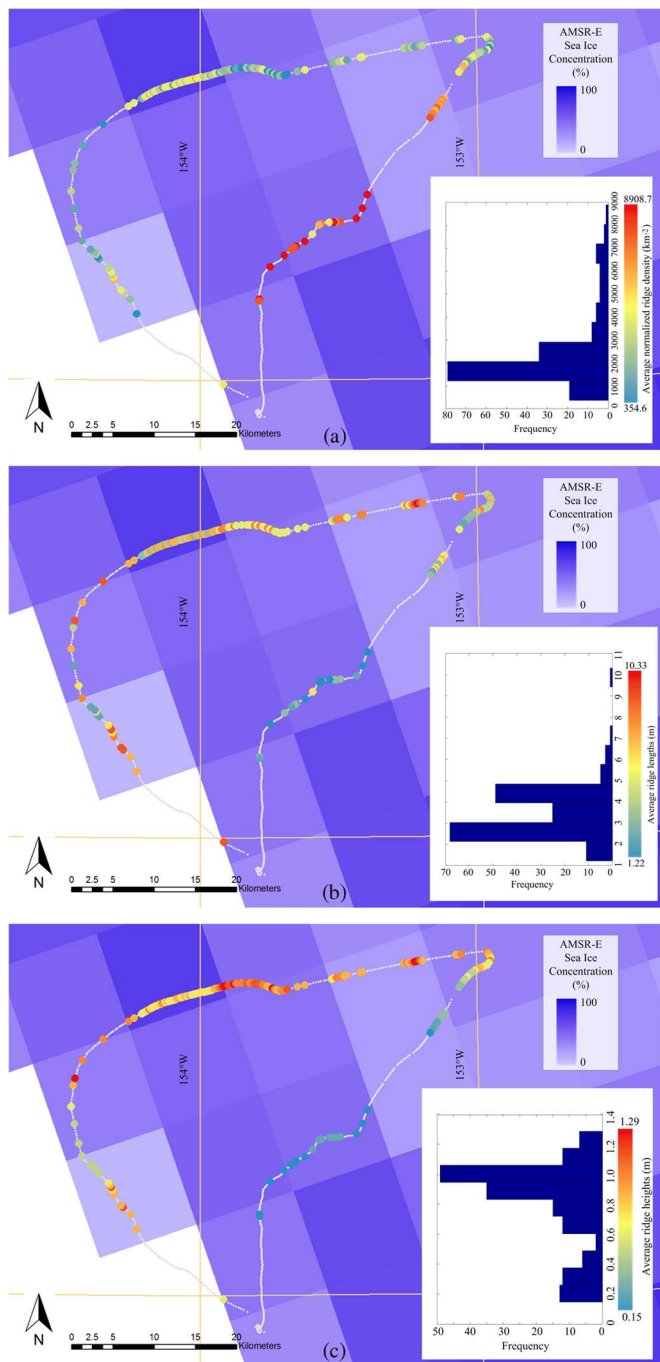 AMSR-E
Sea Ice
Concentration
(%)
100
0
154°W
153°W
9000
8000
7000
6000
5000
4000
3000
2000
1000
0
8908.7
354.6
Average normalized ridge density (km-2)
80 70 60 50 40 30 20 10 0
Frequency
N
0 2.5 5 10 15 20
Kilometers
(a)
AMSR-E
Sea Ice
Concentration
(%)
100
0
154°W
153°W
11
10
9
8
7
6
5
4
3
2
1
10.33
1.22
Average ridge lengths (m)
70 60 50 40 30 20 10 0
Frequency
N
0 2.5 5 10 15 20
Kilometers
(b)
AMSR-E
Sea Ice
Concentration
(%)
100
0
154°W
153°W
1.4
1.2
1.0
0.8
0.6
0.4
0.2
0
1.29
0.15
Average ridge heights (m)
50 40 30 20 10 0
Frequency
N
0 2.5 5 10 15 20
Kilometers
(c)